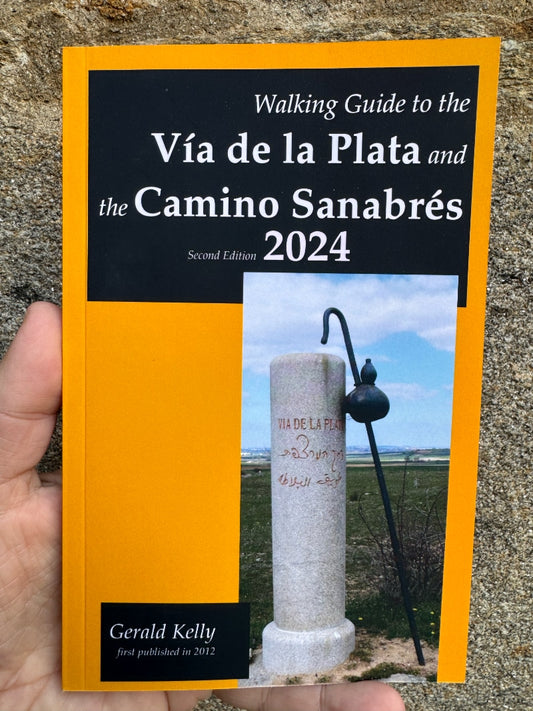 Walking Guide to the
Vía de la Plata and
the Camino Sanabrés
Second Edition 2024
VIA DE LA PLATA
Gerald Kelly
first published in 2012